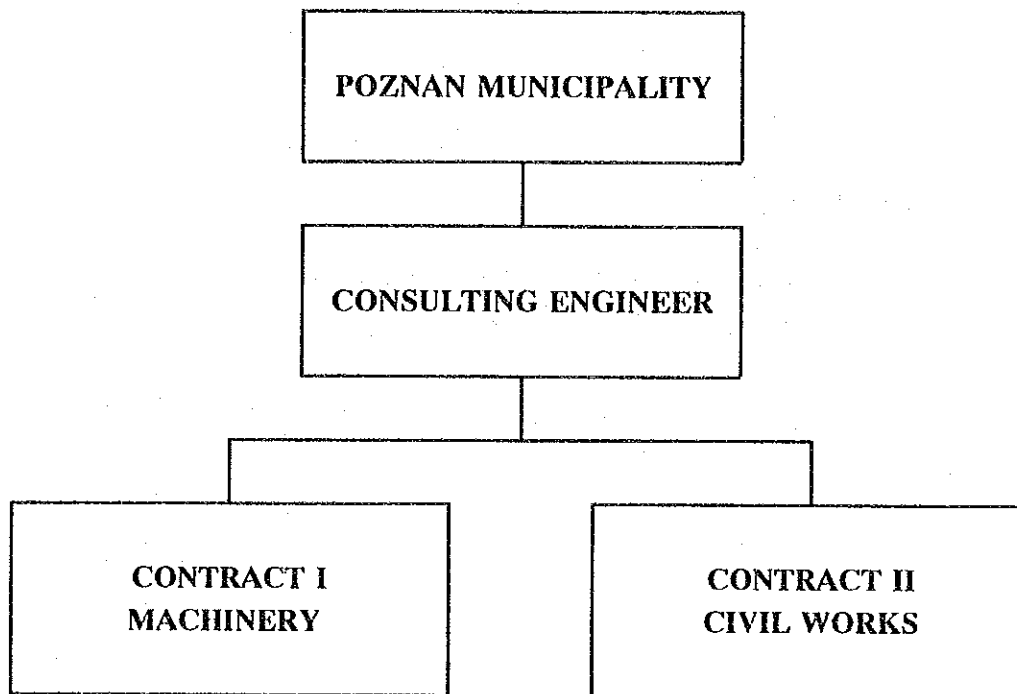 POZNAN MUNICIPALITY
CONSULTING ENGINEER
CONTRACT I
MACHINERY
CONTRACT II
CIVIL WORKS